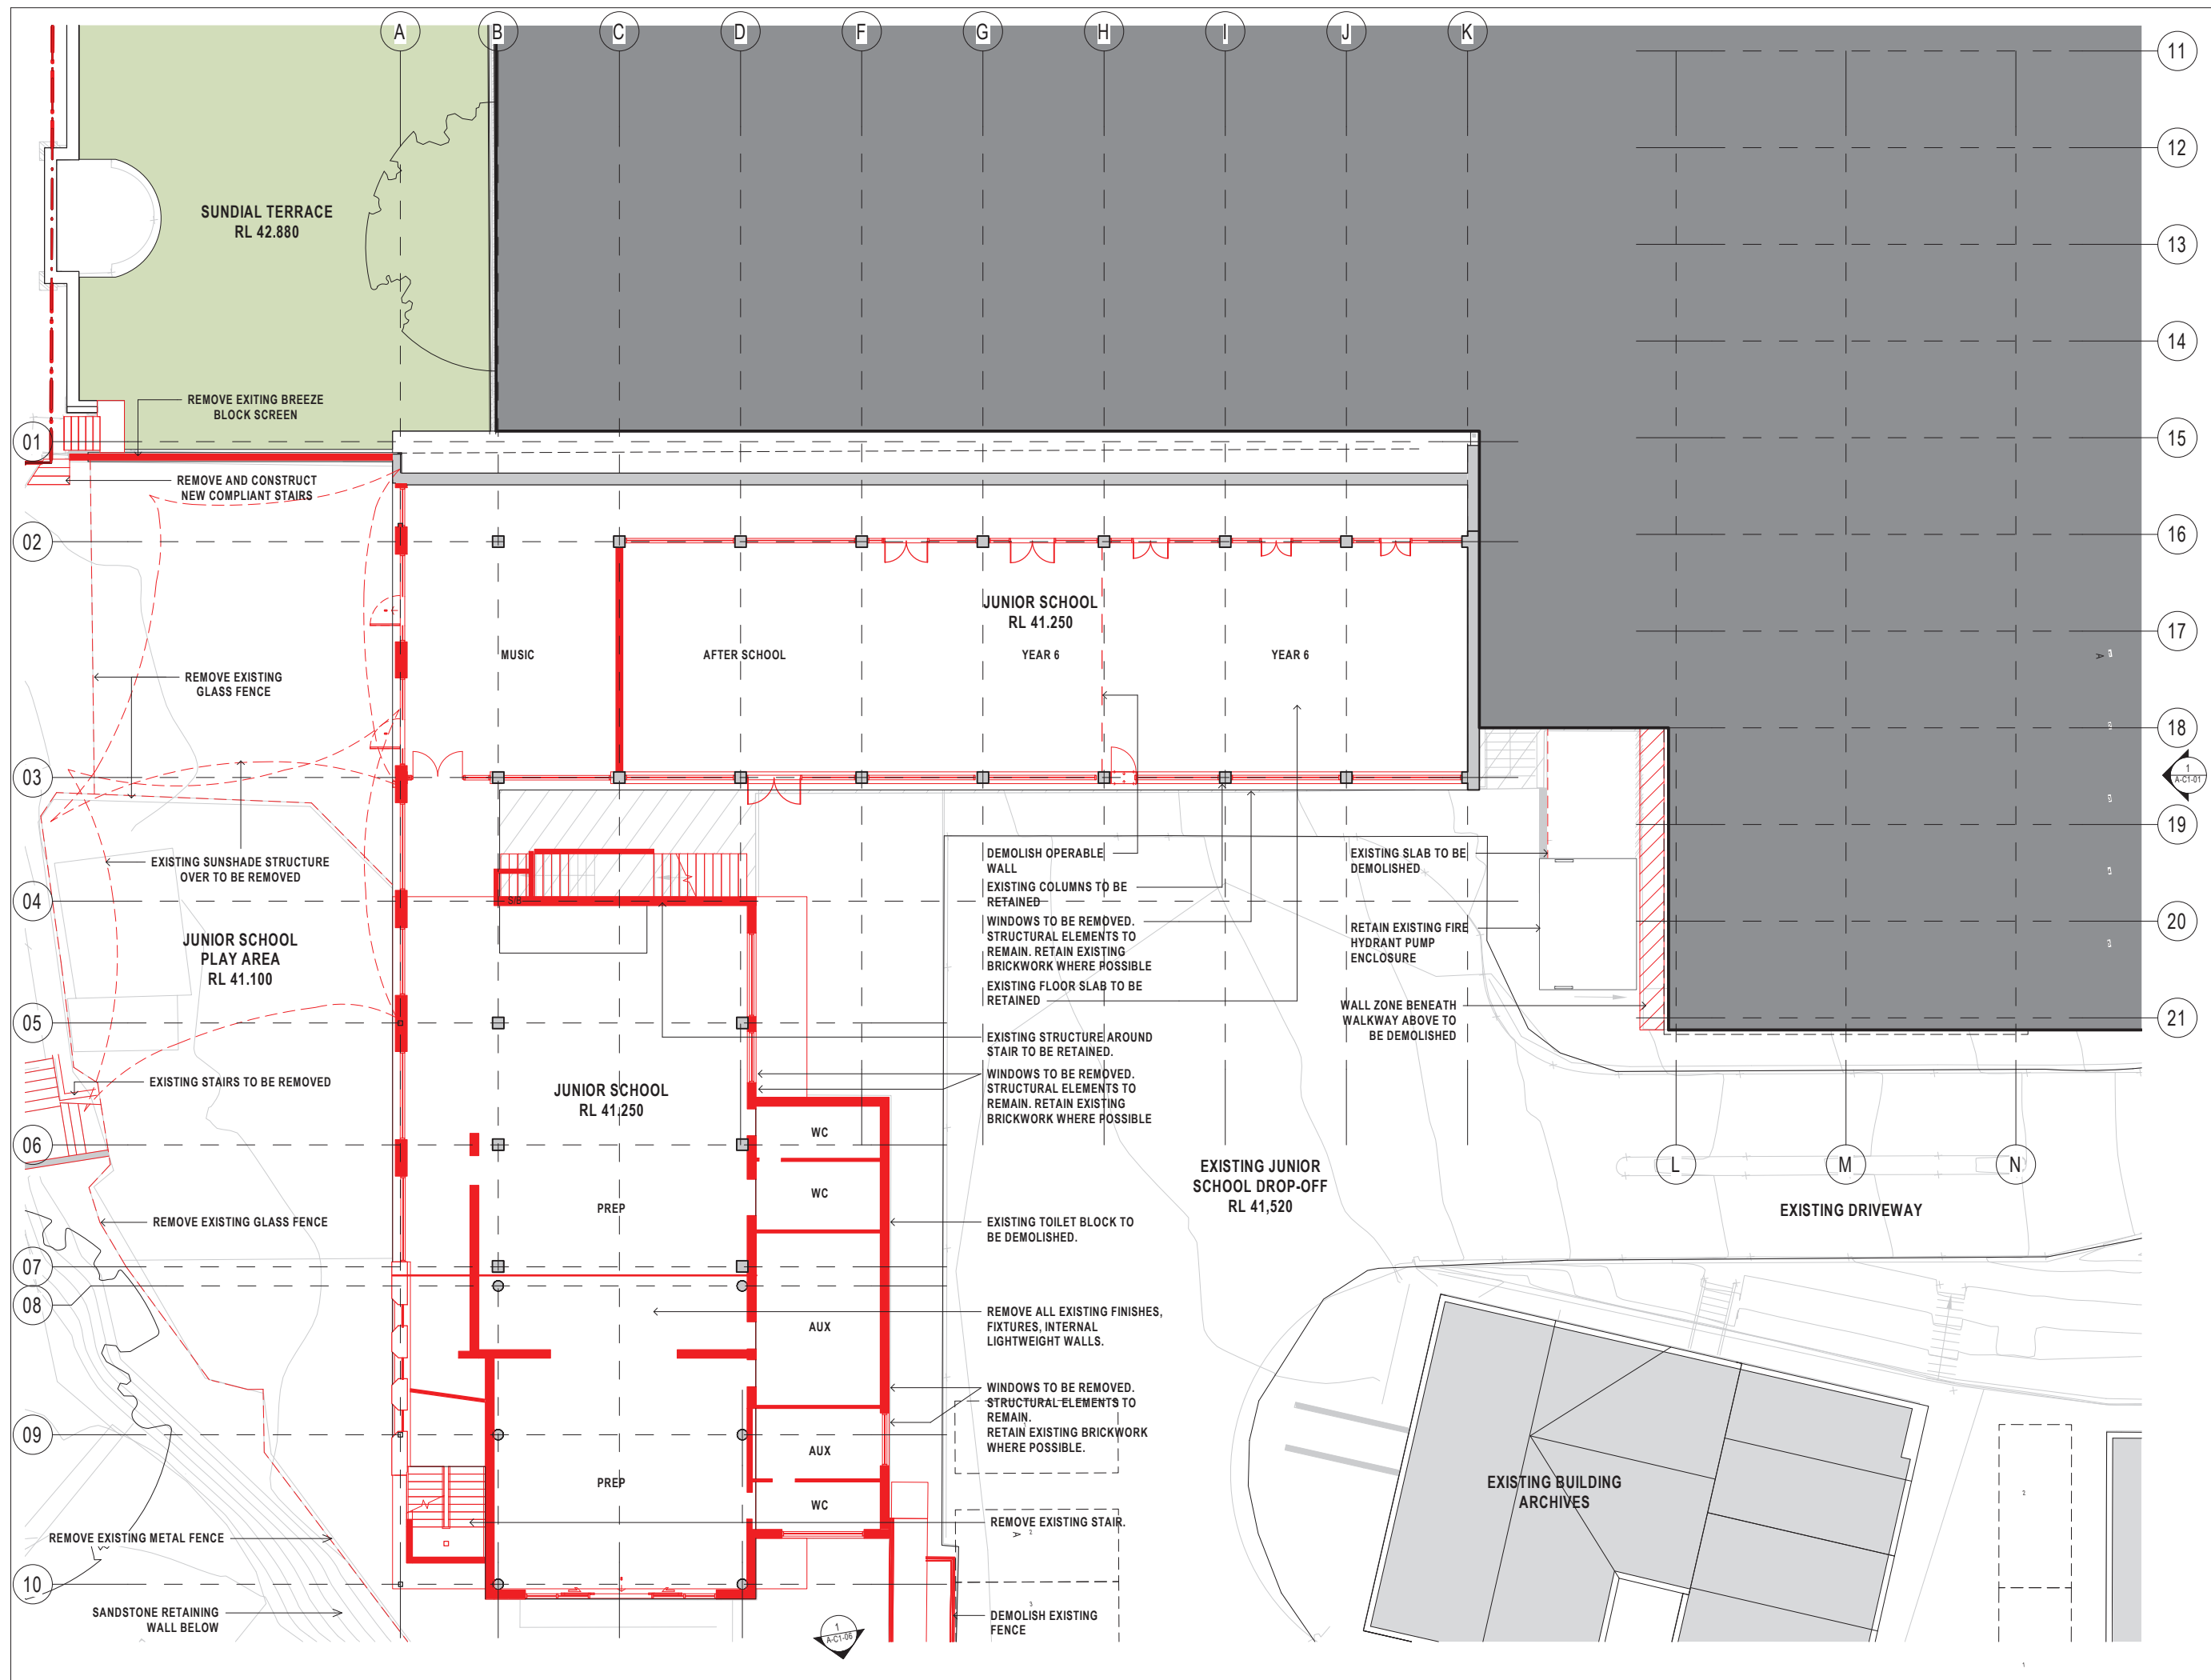 A
B
C
D
F
G
H
I
J
K
11
12
13
14
15
16
17
18
19
20
21
01
02
03
04
05
06
07
08
09
10
L
M
N
SUNDIAL TERRACE
RL 42.880
REMOVE EXITING BREEZE
BLOCK SCREEN
REMOVE AND CONSTRUCT
NEW COMPLIANT STAIRS
REMOVE EXISTING
GLASS FENCE
EXISTING SUNSHADE STRUCTURE
OVER TO BE REMOVED
JUNIOR SCHOOL
PLAY AREA
RL 41.100
EXISTING STAIRS TO BE REMOVED
REMOVE EXISTING GLASS FENCE
REMOVE EXISTING METAL FENCE
SANDSTONE RETAINING
WALL BELOW
MUSIC
AFTER SCHOOL
JUNIOR SCHOOL
RL 41.250
YEAR 6
YEAR 6
S/B
JUNIOR SCHOOL
RL 41.250
PREP
PREP
WC
WC
AUX
AUX
WC
DEMOLISH OPERABLE
WALL
EXISTING COLUMNS TO BE
RETAINED
WINDOWS TO BE REMOVED.
STRUCTURAL ELEMENTS TO
REMAIN. RETAIN EXISTING
BRICKWORK WHERE POSSIBLE
EXISTING FLOOR SLAB TO BE
RETAINED
EXISTING STRUCTURE AROUND
STAIR TO BE RETAINED.
WINDOWS TO BE REMOVED.
STRUCTURAL ELEMENTS TO
REMAIN. RETAIN EXISTING
BRICKWORK WHERE POSSIBLE
EXISTING TOILET BLOCK TO
BE DEMOLISHED.
REMOVE ALL EXISTING FINISHES,
FIXTURES, INTERNAL
LIGHTWEIGHT WALLS.
WINDOWS TO BE REMOVED.
STRUCTURAL ELEMENTS TO
REMAIN.
RETAIN EXISTING BRICKWORK
WHERE POSSIBLE.
REMOVE EXISTING STAIR.
DEMOLISH EXISTING
FENCE
EXISTING SLAB TO BE
DEMOLISHED
RETAIN EXISTING FIRE
HYDRANT PUMP
ENCLOSURE
WALL ZONE BENEATH
WALKWAY ABOVE TO
BE DEMOLISHED
EXISTING JUNIOR
SCHOOL DROP-OFF
RL 41,520
EXISTING DRIVEWAY
EXISTING BUILDING
ARCHIVES
1
A-C1-01
1
A-C1-06
A
2
3
A
2
1